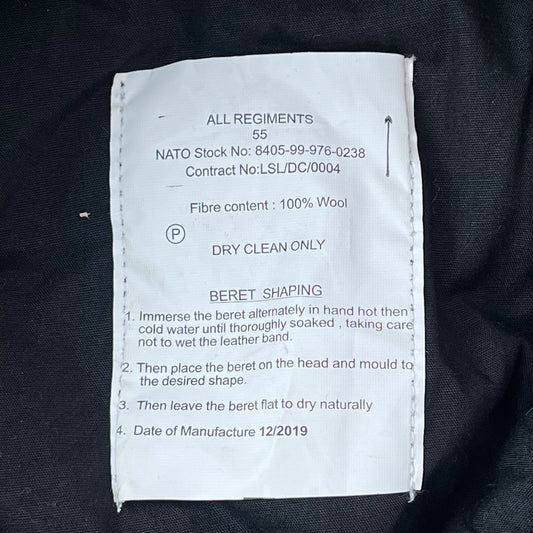 ALL REGIMENTS
55
NATO Stock No: 8405-99-976-0238
Contract No:LSL/DC/0004
Fibre content : 100% Wool
P
DRY CLEAN ONLY
BERET SHAPING
1. Immerse the beret alternately in hand hot then
cold water until thoroughly soaked , taking care
not to wet the leather band.
2. Then place the beret on the head and mould to
the desired shape.
3. Then leave the beret flat to dry naturally
4. Date of Manufacture 12/2019